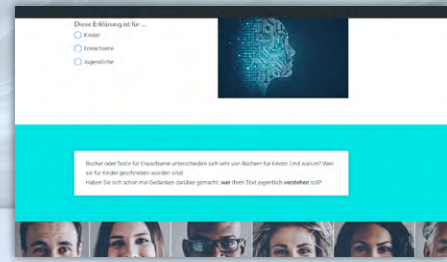 Diese Erklärung ist für ...
Kinder
Erwachsene
Jugendliche
Bücher oder Texte für Erwachsene unterscheiden sich sehr von Büchern für Kinder. Und warum? Weil
sie für Kinder geschrieben worden sind!
Haben Sie sich schon mal Gedanken darüber gemacht, wer Ihren Text eigentlich verstehen soll?